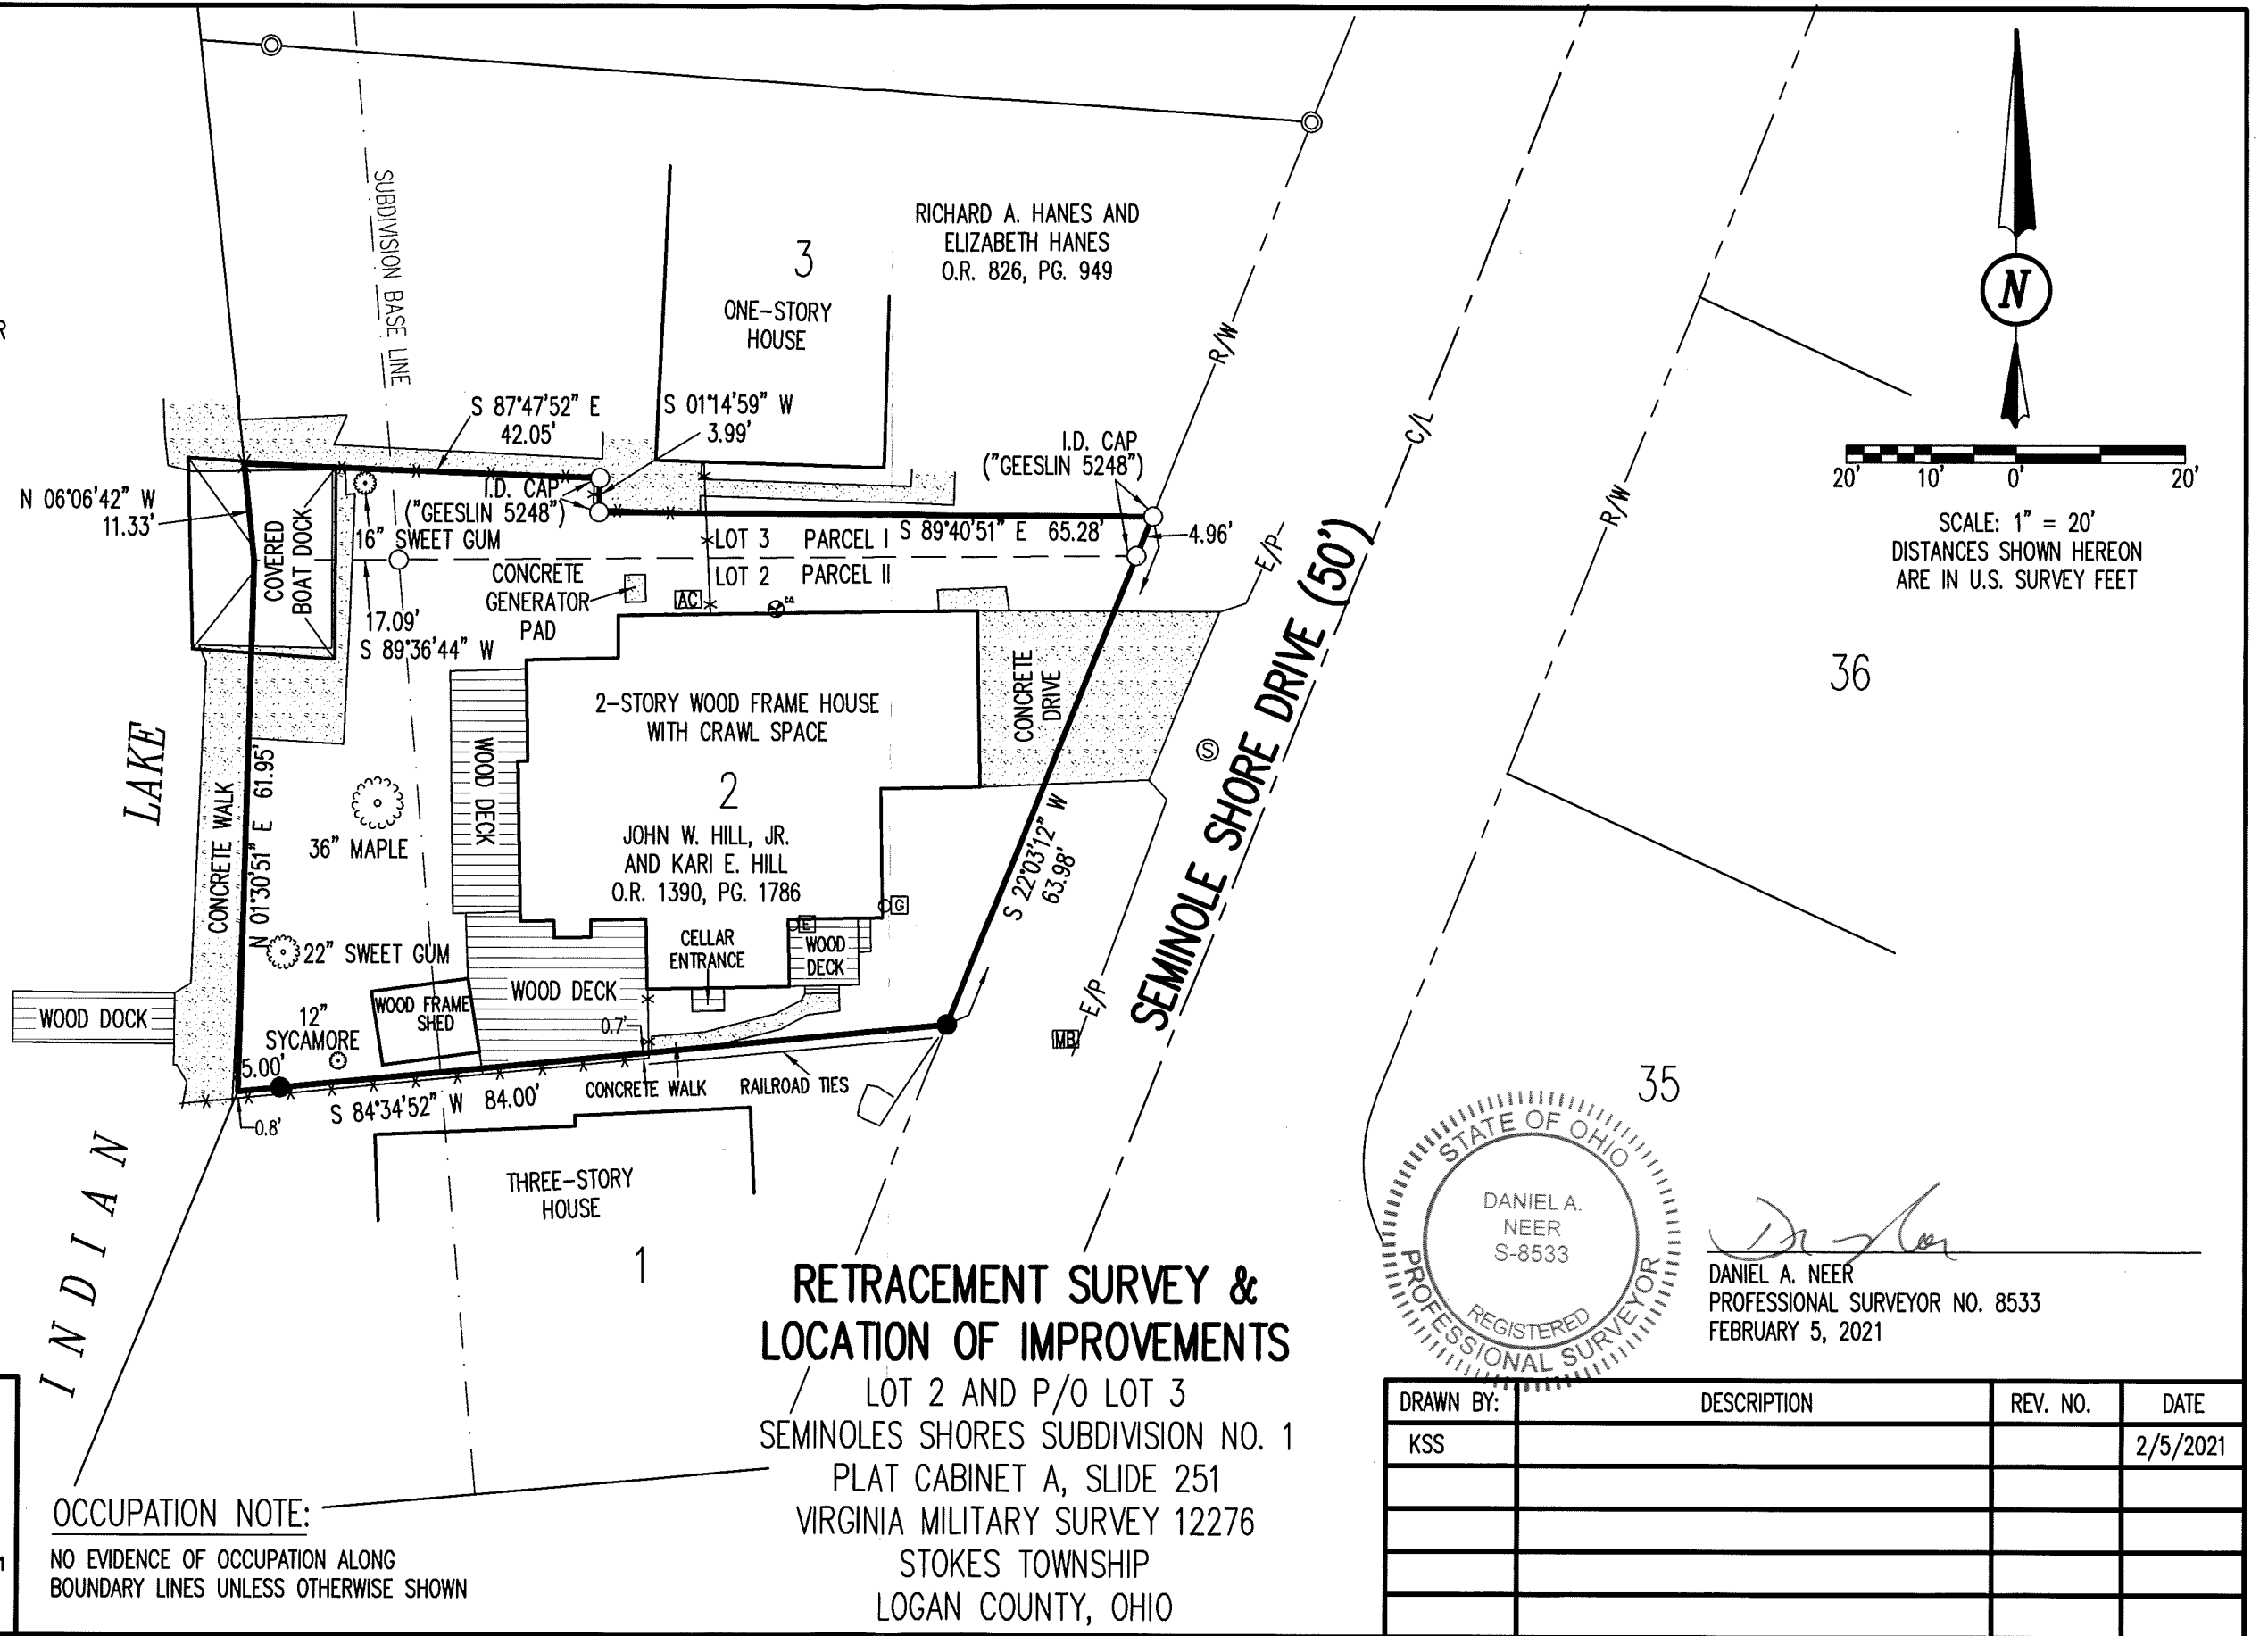 R
SUBDIVISION BASE LINE
RICHARD A. HANES AND
ELIZABETH HANES
O.R. 826, PG. 949
3
ONE-STORY
HOUSE
R/W
C/L
R/W
N
20' 10' 0' 20'
SCALE: 1" = 20'
DISTANCES SHOWN HEREON
ARE IN U.S. SURVEY FEET
S 87°47'52" E
42.05'
S 01°14'59" W
3.99'
I.D. CAP
("GEESLIN 5248")
N 06°06'42" W
11.33'
COVERED
BOAT DOCK
I.D. CAP
("GEESLIN 5248")
16" SWEET GUM
LOT 3 PARCEL I
S 89°40'51" E 65.28'
4.96'
E/P
LOT 2 PARCEL II
CONCRETE
GENERATOR
PAD
AC
17.09'
S 89°36'44" W
36
LAKE
2-STORY WOOD FRAME HOUSE
WITH CRAWL SPACE
CONCRETE
DRIVE
WOOD DECK
S
SEMINOLE SHORE DRIVE (50')
CONCRETE WALK
N 01°30'51" E 61.95'
36" MAPLE
2
JOHN W. HILL, JR.
AND KARI E. HILL
O.R. 1390, PG. 1786
S 22°03'12" W
63.98'
G
E
CELLAR
ENTRANCE
WOOD
DECK
22" SWEET GUM
WOOD DECK
WOOD FRAME
SHED
WOOD DOCK
12"
SYCAMORE
0.7'
E/P
MB
5.00'
0.8'
S 84°34'52" W 84.00'
CONCRETE WALK
RAILROAD TIES
35
INDIAN
THREE-STORY
HOUSE
1
STATE OF OHIO
DANIEL A.
NEER
S-8533
REGISTERED
PROFESSIONAL SURVEYOR
DANIEL A. NEER
PROFESSIONAL SURVEYOR NO. 8533
FEBRUARY 5, 2021
RETRACEMENT SURVEY &
LOCATION OF IMPROVEMENTS
LOT 2 AND P/O LOT 3
SEMINOLES SHORES SUBDIVISION NO. 1
PLAT CABINET A, SLIDE 251
VIRGINIA MILITARY SURVEY 12276
STOKES TOWNSHIP
LOGAN COUNTY, OHIO
OCCUPATION NOTE:
NO EVIDENCE OF OCCUPATION ALONG
BOUNDARY LINES UNLESS OTHERWISE SHOWN
1
DRAWN BY: DESCRIPTION REV. NO. DATE
KSS 2/5/2021